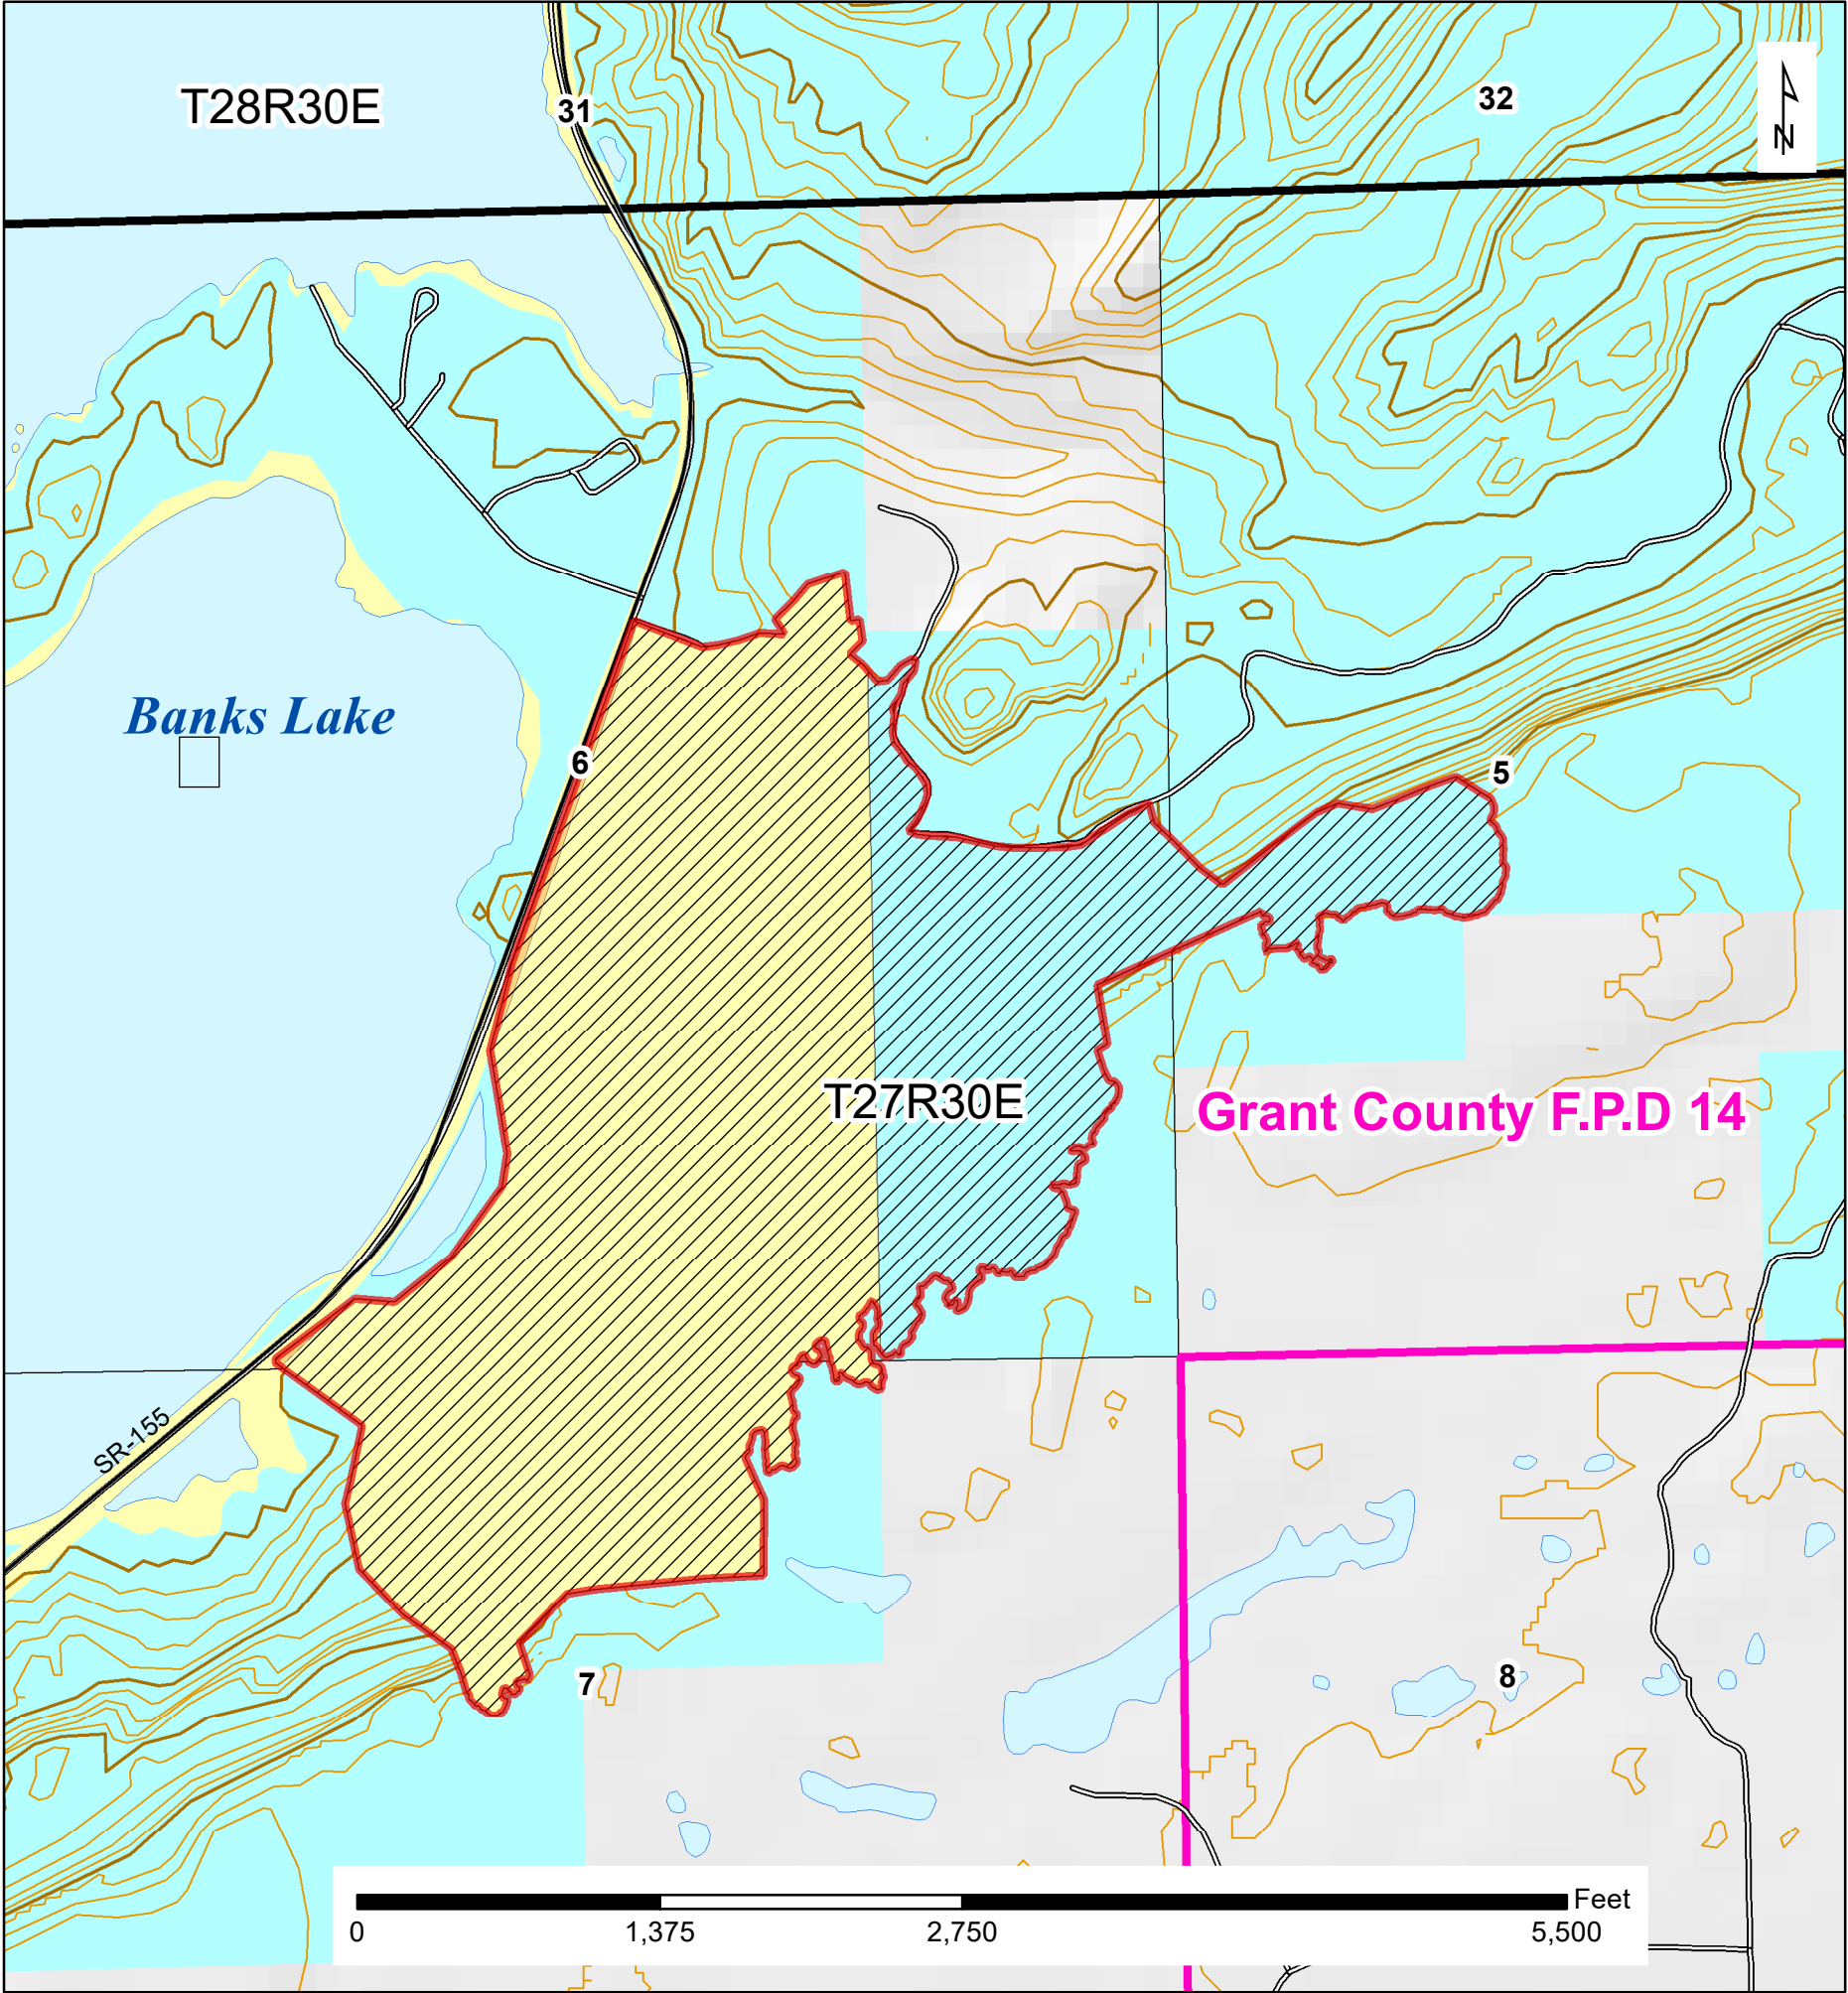 T28R30E
31
32
N
Banks Lake
6
5
T27R30E
Grant County F.P.D 14
SR-155
7
8
Feet
0 1,375 2,750 5,500